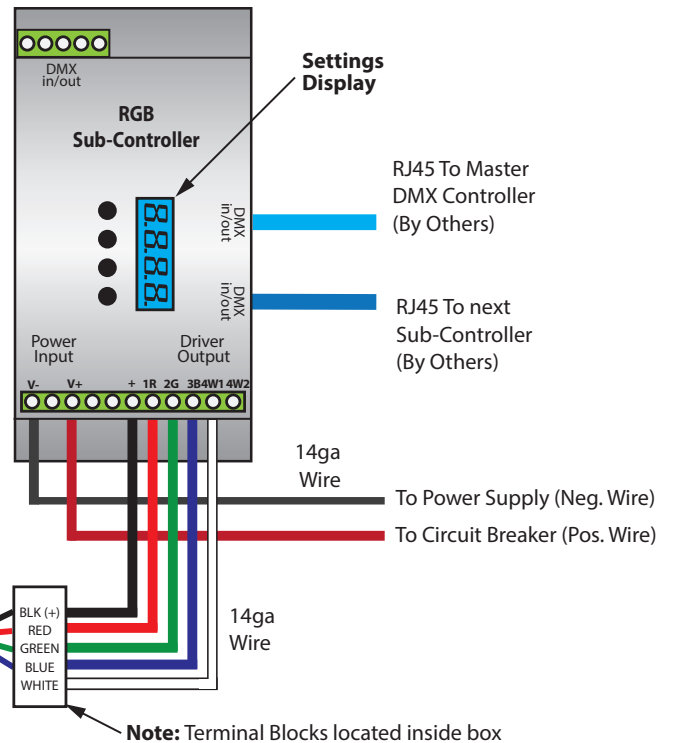 DMX
in/out
Settings
Display
RGB
Sub-Controller
RJ45 To Master
DMX Controller
(By Others)
DMX
in/out
8.8.8.8.
DMX
in/out
RJ45 To next
Sub-Controller
(By Others)
Power
Input
Driver
Output
V- V+ + 1R 2G 3B 4W1 4W2
14ga
Wire
To Power Supply (Neg. Wire)
To Circuit Breaker (Pos. Wire)
BLK (+)
RED
GREEN
BLUE
WHITE
14ga
Wire
Note: Terminal Blocks located inside box